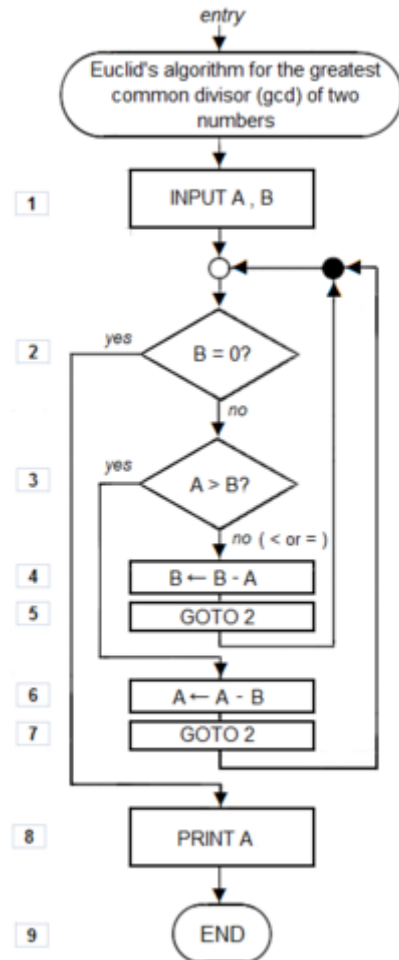 entry
Euclid's algorithm for the greatest
common divisor (gcd) of two
numbers
1
INPUT A , B
2
yes
B = 0?
no
3
yes
A > B?
no ( < or = )
4
B ← B - A
5
GOTO 2
6
A ← A - B
7
GOTO 2
8
PRINT A
9
END